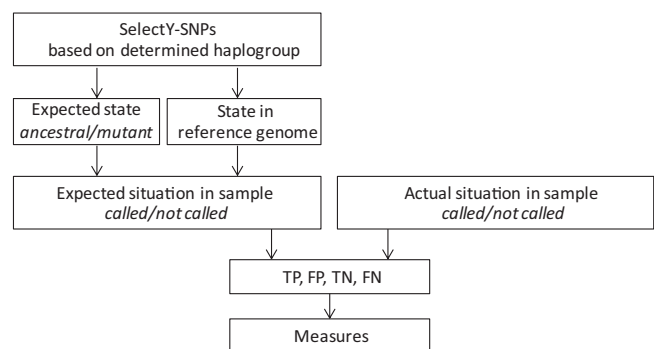 SelectY-SNPs
based on determined haplogroup
Expected state
ancestral/mutant
State in
reference genome
Expected situation in sample
called/not called
Actual situation in sample
called/not called
TP, FP, TN, FN
Measures